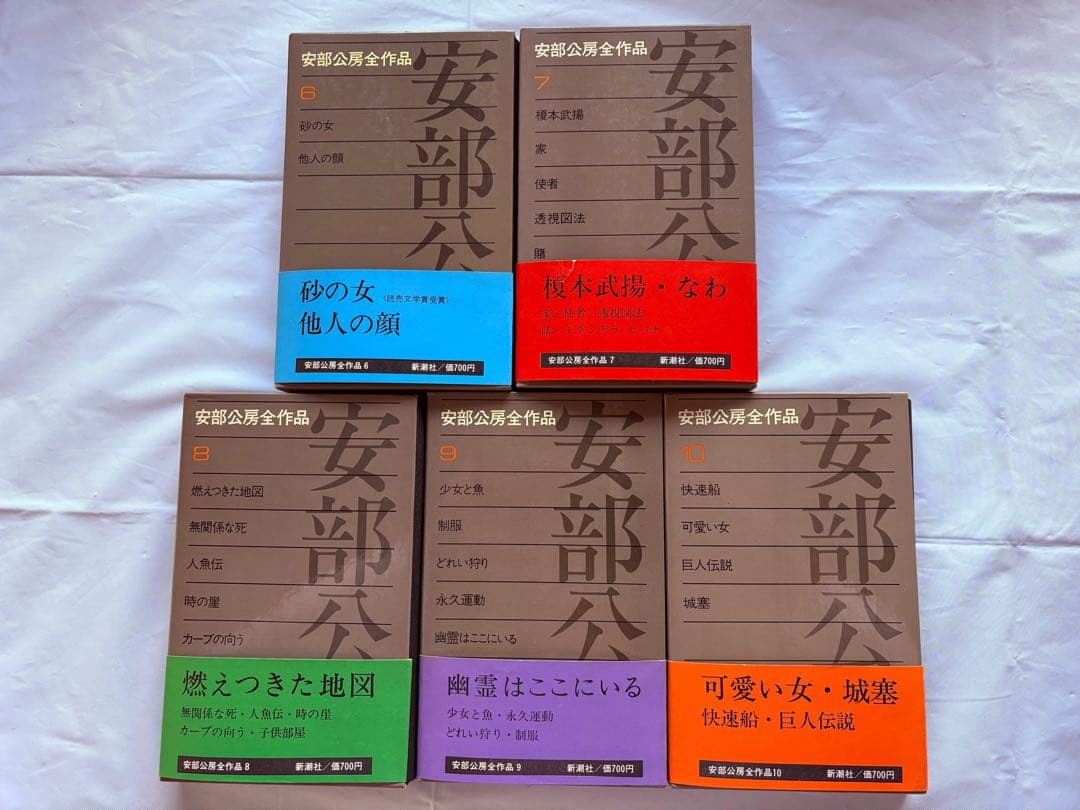 安部公房全作品
6
砂の女
他人の顔
安部公
砂の女〈読売文学賞受賞〉
他人の顔
安部公房全作品6 新潮社/価700円
安部公房全作品
7
榎本武揚
家
使者
透視図法
賭
安部公
榎本武揚・なわ
家・使者・透視図法
賭・チチンデラ ヤパナ
安部公房全作品7 新潮社/価700円
安部公房全作品
8
燃えつきた地図
無関係な死
人魚伝
時の崖
カーブの向う
安部公
燃えつきた地図
無関係な死・人魚伝・時の崖
カーブの向う・子供部屋
安部公房全作品8 新潮社/価700円
安部公房全作品
9
少女と魚
制服
どれい狩り
永久運動
幽霊はここにいる
安部公
幽霊はここにいる
少女と魚・永久運動
どれい狩り・制服
安部公房全作品9 新潮社/価700円
安部公房全作品
10
快速船
可愛い女
巨人伝説
城塞
安部公
可愛い女・城塞
快速船・巨人伝説
安部公房全作品10 新潮社/価700円